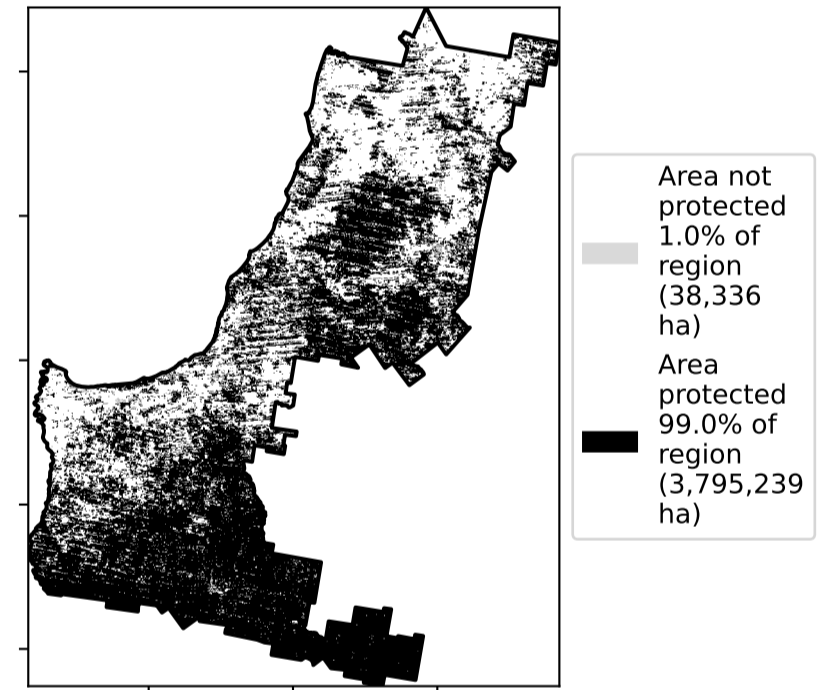 Area not
protected
1.0% of
region
(38,336
ha)
Area
protected
99.0% of
region
(3,795,239
ha)